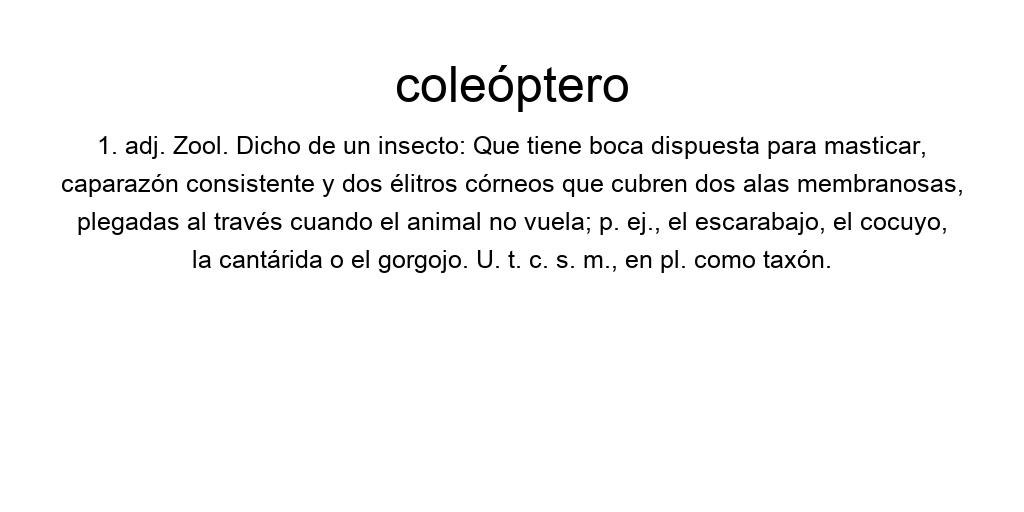 coleóptero
1. adj. Zool. Dicho de un insecto: Que tiene boca dispuesta para masticar,
caparazón consistente y dos élitros córneos que cubren dos alas membranosas,
plegadas al través cuando el animal no vuela; p. ej., el escarabajo, el cocuyo,
la cantárida o el gorgojo. U. t. c. s. m., en pl. como taxón.